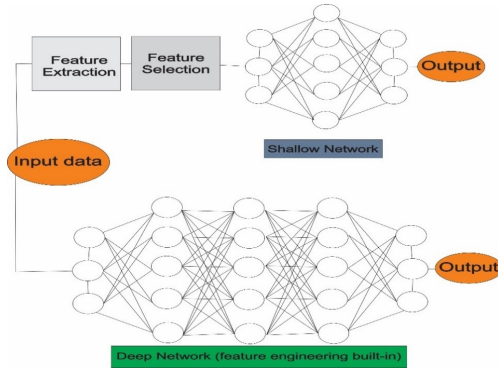 Feature
Extraction
Feature
Selection
Output
Shallow Network
Input data
Output
Deep Network (feature engineering built-in)